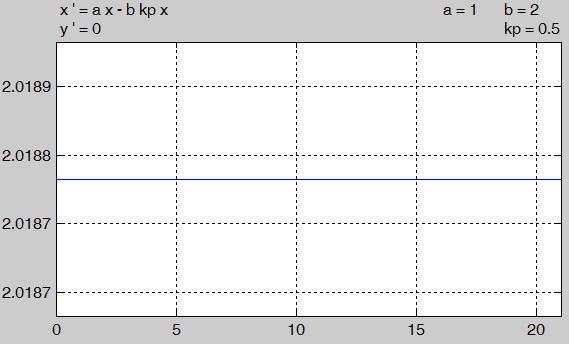 x ' = a x - b kp x a = 1 b = 2
y ' = 0 kp = 0.5
2.0189
2.0188
2.0187
2.0187
0 5 10 15 20